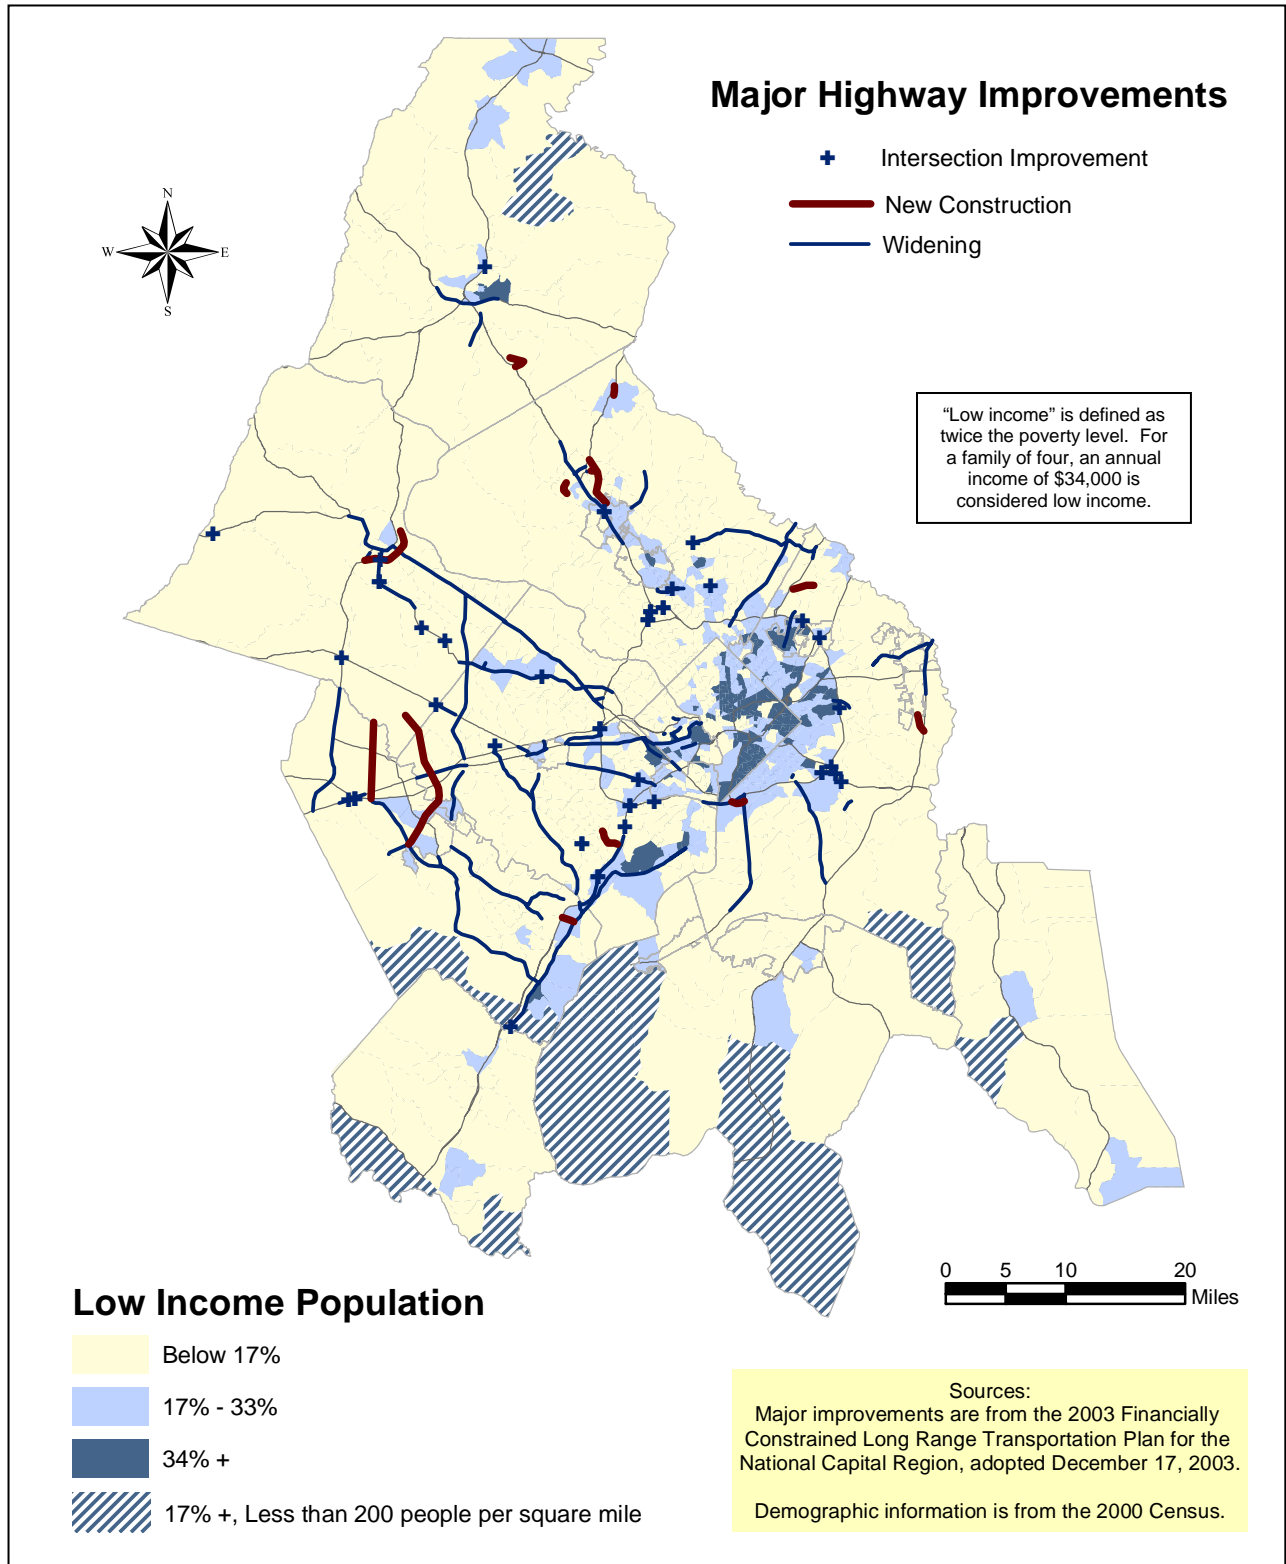 Major Highway Improvements
Intersection Improvement
New Construction
Widening
N
W
E
S
“Low income” is defined as
twice the poverty level.  For
a family of four, an annual
income of $34,000 is
considered low income.
0 5 10 20
Miles
Low Income Population
Below 17%
17% - 33%
34% +
17% +, Less than 200 people per square mile
Sources:
Major improvements are from the 2003 Financially
Constrained Long Range Transportation Plan for the
National Capital Region, adopted December 17, 2003.
Demographic information is from the 2000 Census.